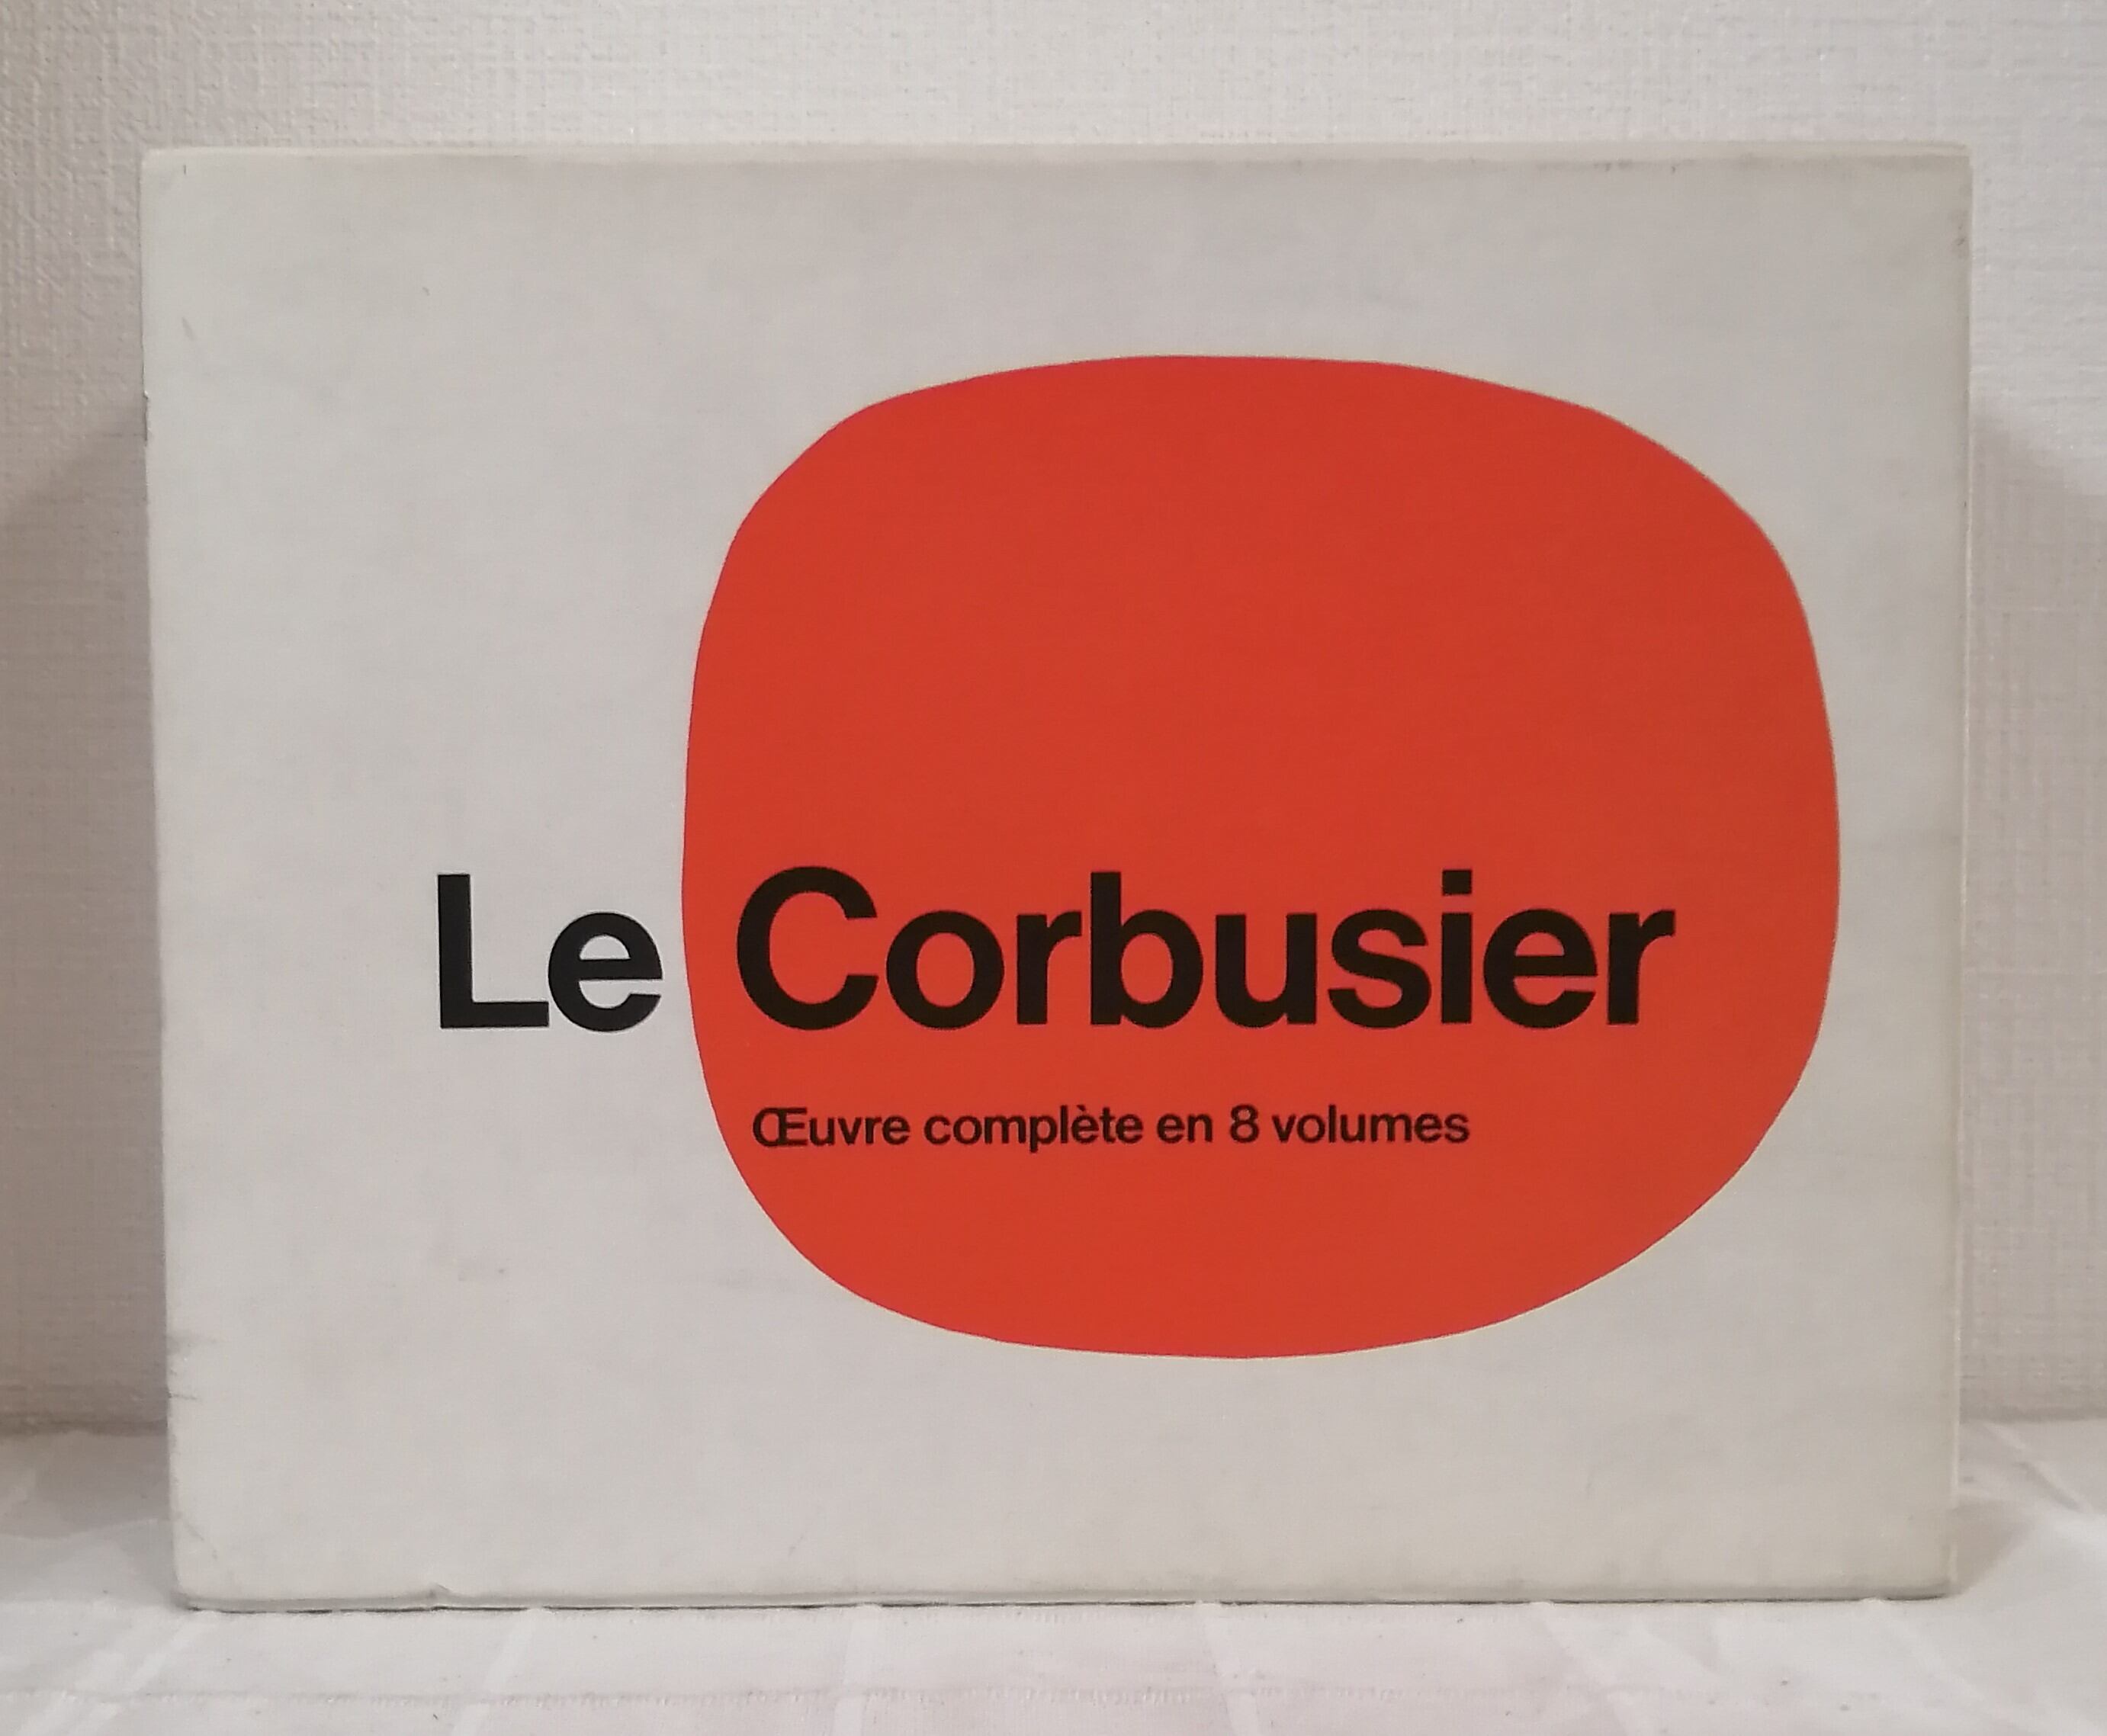 Le Corbusier
Œuvre complète en 8 volumes